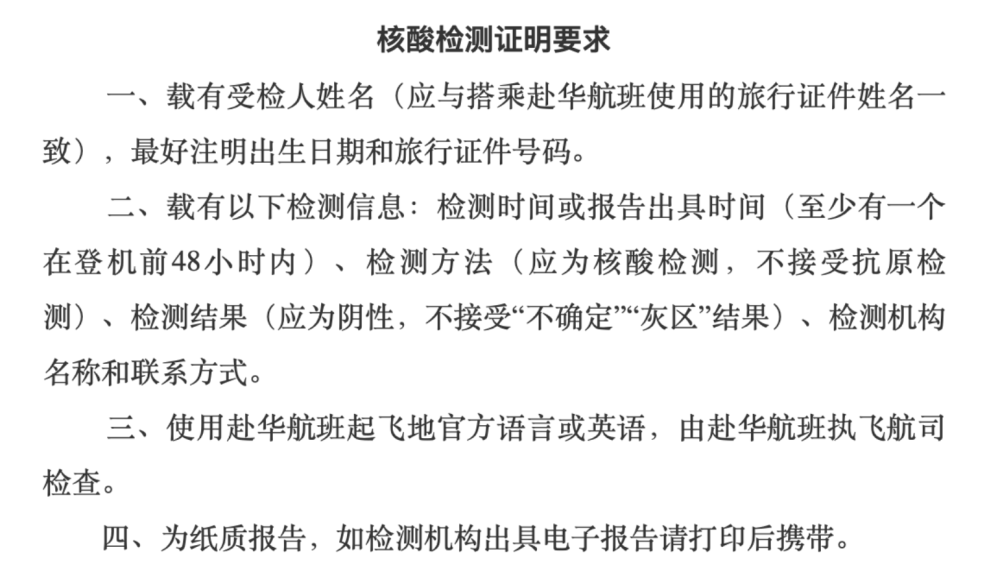 核酸检测证明要求
一、载有受检人姓名（应与搭乘赴华航班使用的旅行证件姓名一
致），最好注明出生日期和旅行证件号码。
二、载有以下检测信息：检测时间或报告出具时间（至少有一个
在登机前48小时内）、检测方法（应为核酸检测，不接受抗原检
测）、检测结果（应为阴性，不接受“不确定”“灰区”结果）、检测机构
名称和联系方式。
三、使用赴华航班起飞地官方语言或英语，由赴华航班执飞航司
检查。
四、为纸质报告，如检测机构出具电子报告请打印后携带。